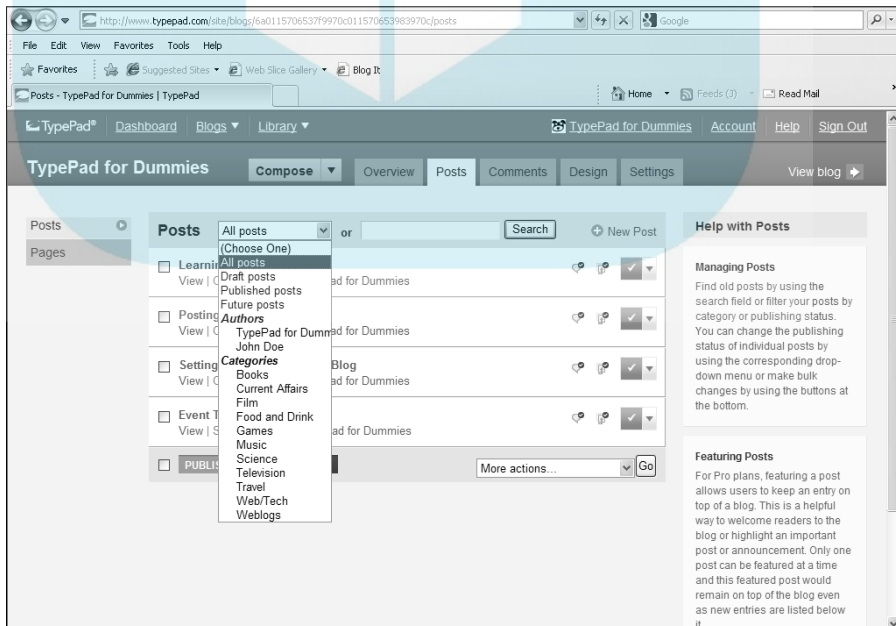 http://www.typepad.com/site/blogs/6a0115706537f9970c011570653983970c/posts
Google
File Edit View Favorites Tools Help
Favorites Suggested Sites Web Slice Gallery Blog It
Posts - TypePad for Dummies | TypePad
Home Feeds (J) Read Mail
TypePad® Dashboard Blogs Library TypePad for Dummies Account Help Sign Out
TypePad for Dummies Compose Overview Posts Comments Design Settings View blog
Posts
Pages
Posts All posts or Search New Post
(Choose One)
All posts
Draft posts
Published posts
Future posts
Authors
TypePad for Dumm
John Doe
Categories
Books
Current Affairs
Film
Food and Drink
Games
Music
Science
Television
Travel
Web/Tech
Weblogs
View | ad for Dummies
Posting
View | ad for Dummies
Setting Blog
View | ad for Dummies
Event T
View | S ad for Dummies
More actions... Go
Help with Posts
Managing Posts
Find old posts by using the
search field or filter your posts by
category or publishing status.
You can change the publishing
status of individual posts by
using the corresponding drop-
down menu or make bulk
changes by using the buttons at
the bottom.
Featuring Posts
For Pro plans, featuring a post
allows users to keep an entry on
top of a blog. This is a helpful
way to welcome readers to the
blog or highlight an important
post or announcement. Only one
post can be featured at a time
and this featured post would
remain on top of the blog even
as new entries are listed below